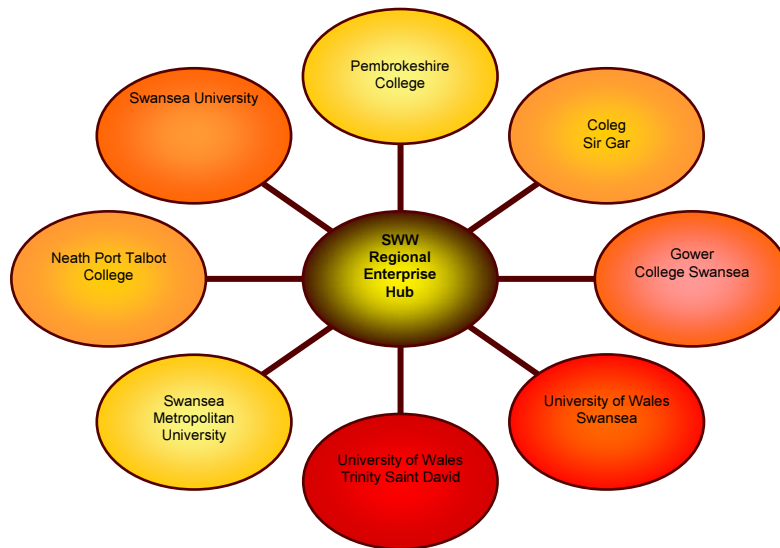 Pembrokeshire
College
Swansea University
Coleg
Sir Gar
SWW
Regional
Enterprise
Hub
Neath Port Talbot
College
Gower
College Swansea
Swansea
Metropolitan
University
University of Wales
Swansea
University of Wales
Trinity Saint David